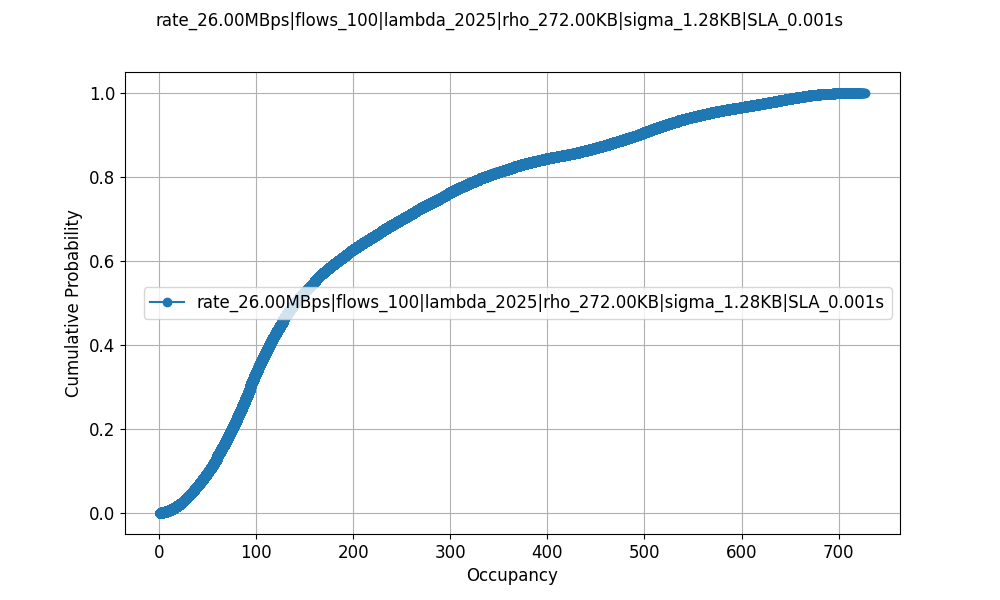 rate_26.00MBps|flows_100|lambda_2025|rho_272.00KB|sigma_1.28KB|SLA_0.001s
1.0
0.8
0.6
0.4
0.2
0.0
Cumulative Probability
rate_26.00MBps|flows_100|lambda_2025|rho_272.00KB|sigma_1.28KB|SLA_0.001s
0 100 200 300 400 500 600 700
Occupancy